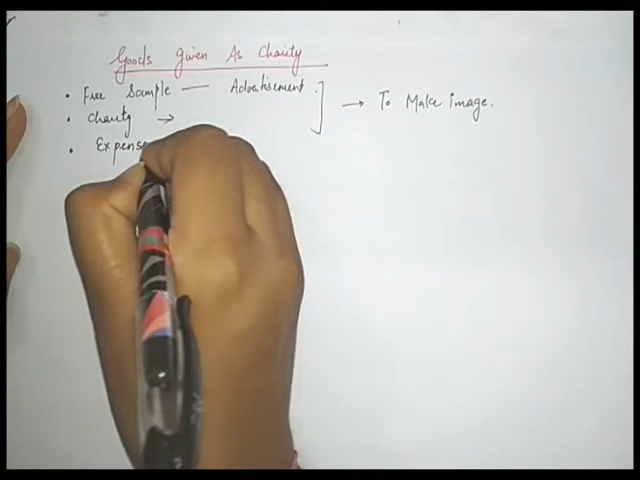 Goods Given As Charity
• Free Sample — Advertisement ] → To Make image.
• Charity →
• Expense